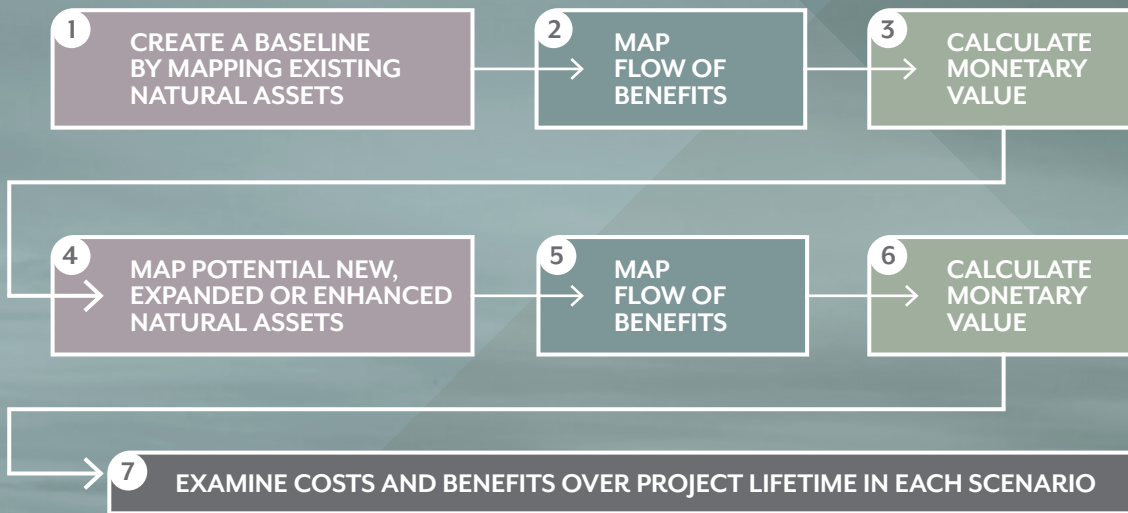 1
CREATE A BASELINE
BY MAPPING EXISTING
NATURAL ASSETS
2
MAP
FLOW OF
BENEFITS
3
CALCULATE
MONETARY
VALUE
4
MAP POTENTIAL NEW,
EXPANDED OR ENHANCED
NATURAL ASSETS
5
MAP
FLOW OF
BENEFITS
6
CALCULATE
MONETARY
VALUE
7
EXAMINE COSTS AND BENEFITS OVER PROJECT LIFETIME IN EACH SCENARIO